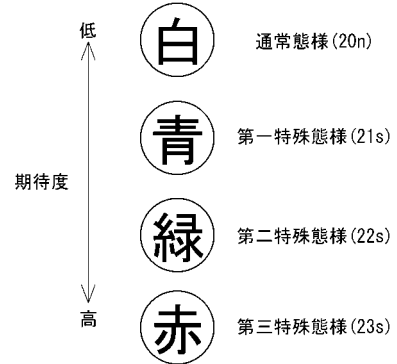 低
白 通常態様(20n)
青 第一特殊態様(21s)
期待度
緑 第二特殊態様(22s)
高
赤 第三特殊態様(23s)